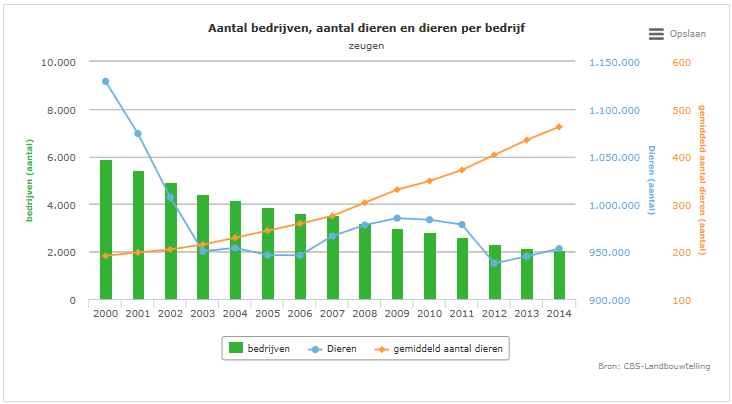 Aantal bedrijven, aantal dieren en dieren per bedrijf
zeugen
Opslaan
10.000
8.000
6.000
4.000
2.000
0
bedrijven (aantal)
1.150.000
1.100.000
1.050.000
1.000.000
950.000
900.000
Dieren (aantal)
600
500
400
300
200
100
gemiddeld aantal dieren (aantal)
2000 2001 2002 2003 2004 2005 2006 2007 2008 2009 2010 2011 2012 2013 2014
bedrijven Dieren gemiddeld aantal dieren
Bron: CBS-Landbouwtelling